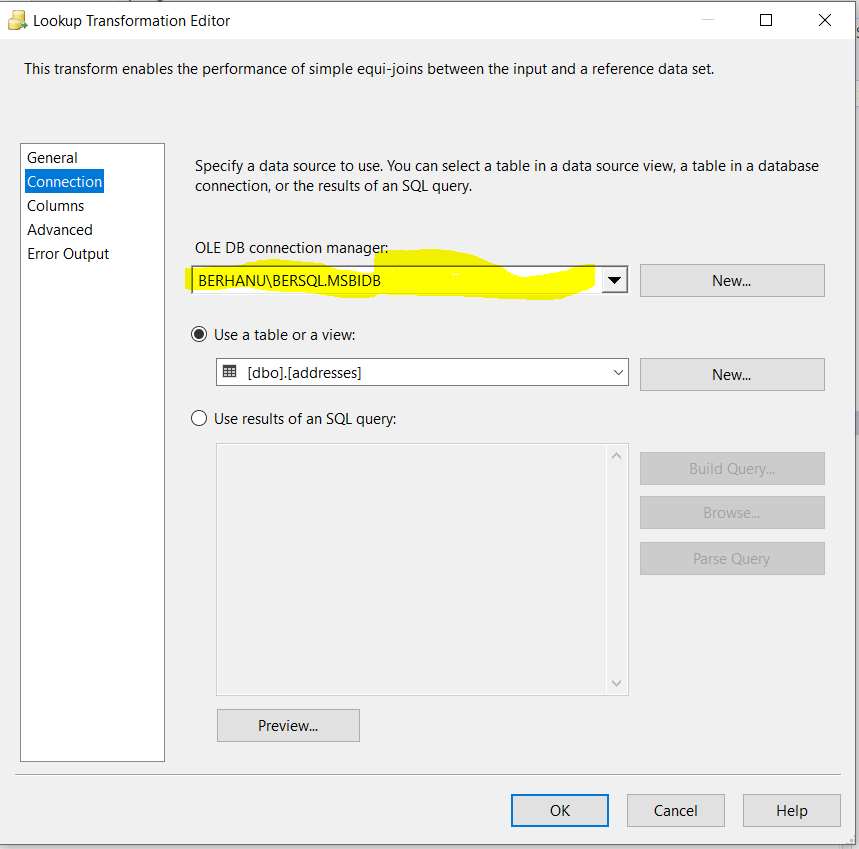 Lookup Transformation Editor
This transform enables the performance of simple equi-joins between the input and a reference data set.
General
Connection
Columns
Advanced
Error Output
Specify a data source to use. You can select a table in a data source view, a table in a database
connection, or the results of an SQL query.
OLE DB connection manager:
BERHANU\BERSQL.MSBIDB
New...
Use a table or a view:
[dbo].[addresses]
New...
Use results of an SQL query:
Build Query...
Browse...
Parse Query
Preview...
OK
Cancel
Help